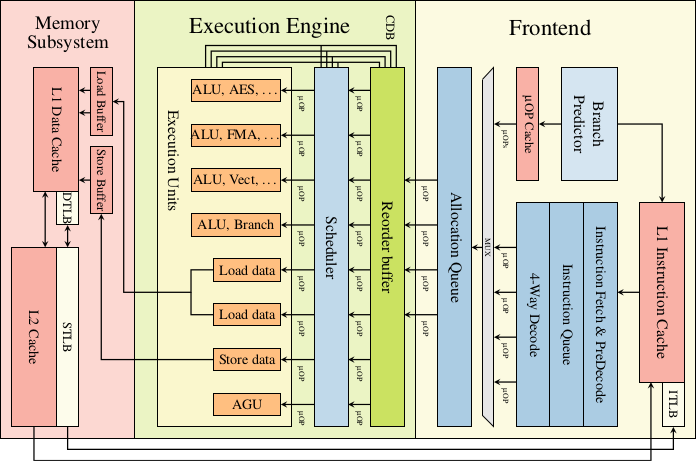 Memory
Subsystem
Execution Engine
CDB
Frontend
L1 Data Cache
Load Buffer
Store Buffer
DTLB
L2 Cache
STLB
Execution Units
ALU, AES, . . .
ALU, FMA, . . .
ALU, Vect, . . .
ALU, Branch
Load data
Load data
Store data
AGU
μOP
μOP
μOP
μOP
μOP
μOP
μOP
μOP
Scheduler
μOP
μOP
μOP
μOP
μOP
μOP
μOP
μOP
Reorder buffer
μOP
μOP
μOP
μOP
Allocation Queue
MUX
μOPs
μOP
μOP
μOP
μOP
μOP Cache
Branch
Predictor
4-Way Decode
Instruction Queue
Instruction Fetch & PreDecode
L1 Instruction Cache
ITLB